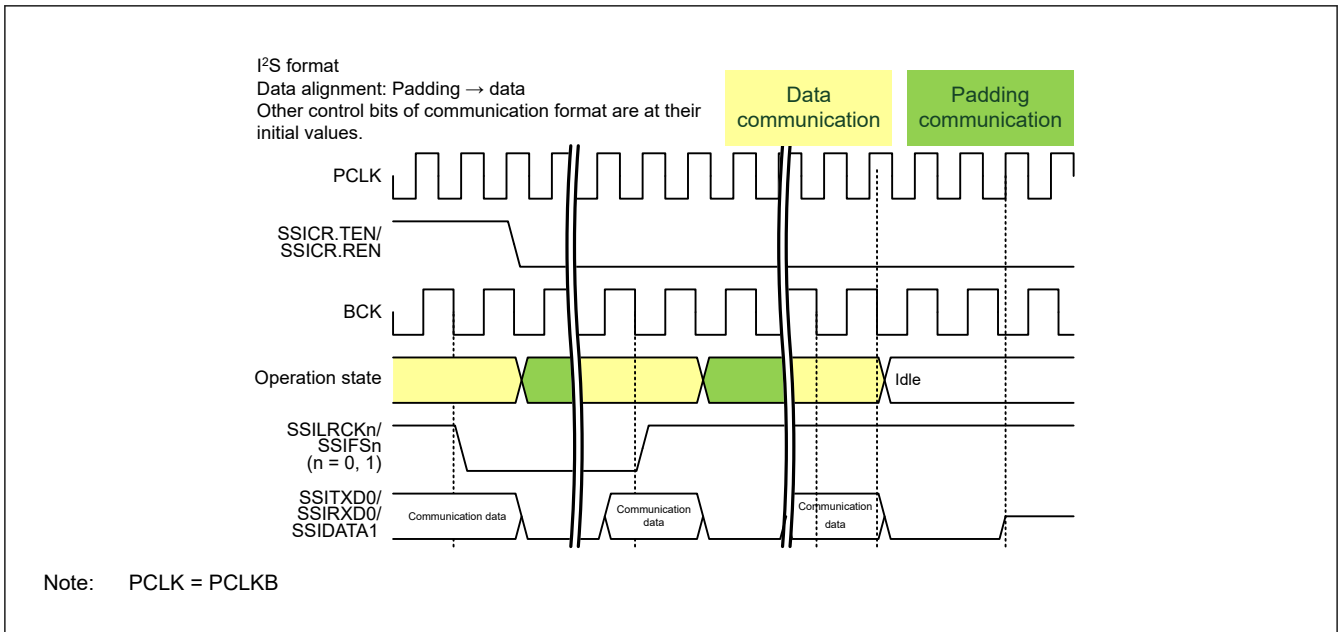 I²S format
Data alignment: Padding → data
Other control bits of communication format are at their
initial values.
Data
communication
Padding
communication
PCLK
SSICR.TEN/
SSICR.REN
BCK
Operation state
Idle
SSILRCKn/
SSIFSn
(n = 0, 1)
SSITXD0/
SSIRXD0/
SSIDATA1
Communication data
Communication
data
Communication
data
Note: PCLK = PCLKB